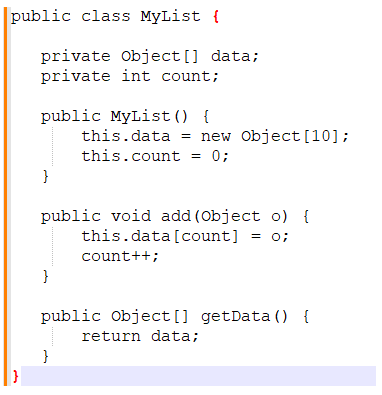 public class MyList {
private Object[] data;
private int count;
public MyList() {
this.data = new Object[10];
this.count = 0;
}
public void add(Object o) {
this.data[count] = o;
count++;
}
public Object[] getData() {
return data;
}
}